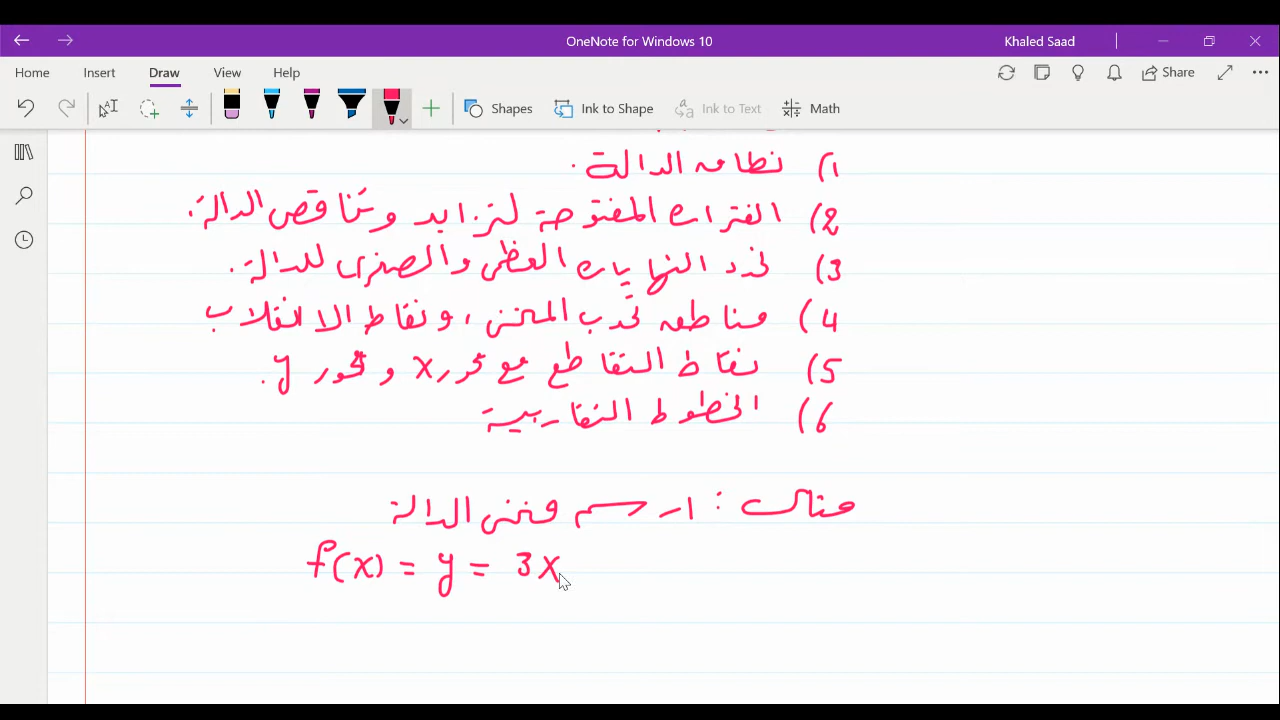 OneNote for Windows 10
Khaled Saad
Home Insert Draw View Help
Share
Shapes Ink to Shape Ink to Text Math
1) نطاق الدالة .
2) الفترات المفتوحة لتزايد وتناقص الدالة .
3) نحدد النهايات العظمى والصغرى للدالة .
4) مناطق تحدب المنحنى ، ونقاط الانقلاب
5) نقاط التقاطع مع محور x ومحور y .
6) الخطوط التقاربية
مثال : ارسم منحنى الدالة
f(x) = y = 3x